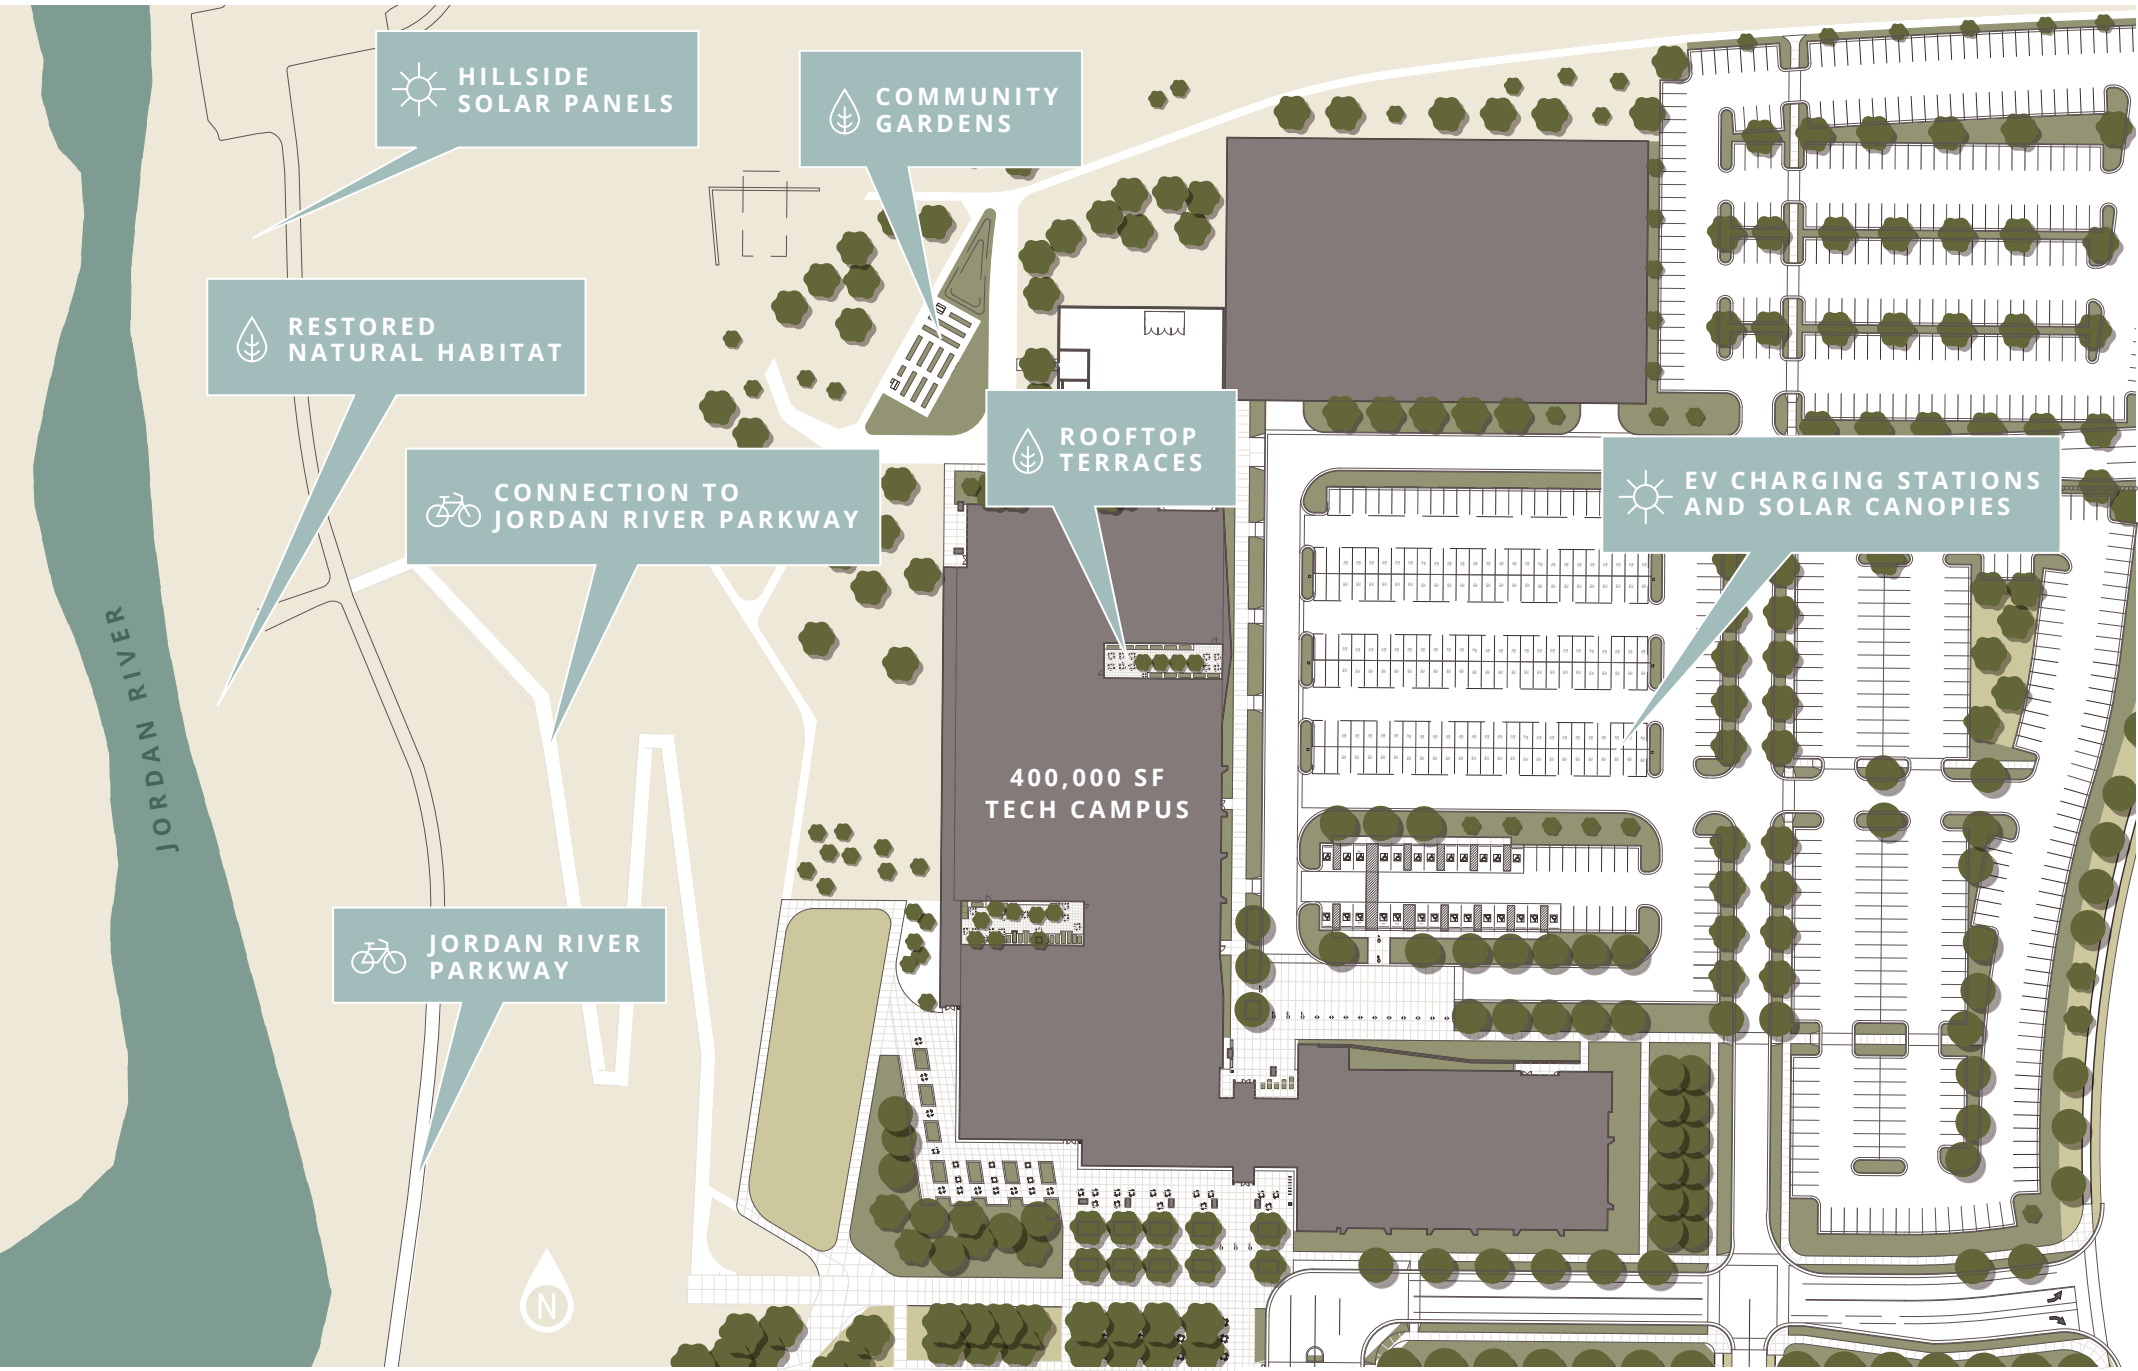 HILLSIDE
SOLAR PANELS
COMMUNITY
GARDENS
RESTORED
NATURAL HABITAT
ROOFTOP
TERRACES
CONNECTION TO
JORDAN RIVER PARKWAY
EV CHARGING STATIONS
AND SOLAR CANOPIES
JORDAN RIVER
400,000 SF
TECH CAMPUS
JORDAN RIVER
PARKWAY
N